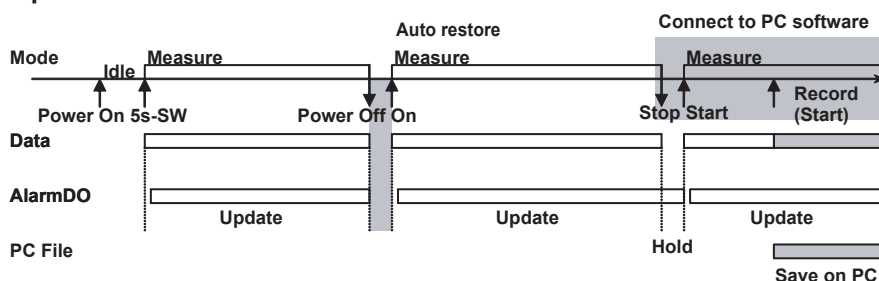 Connect to PC software
Auto restore
Mode
Measure
Measure
Measure
Idle
Power On 5s-SW
Power Off On
Stop Start
Record
(Start)
Data
AlarmDO
Update
Update
Update
PC File
Hold
Save on PC